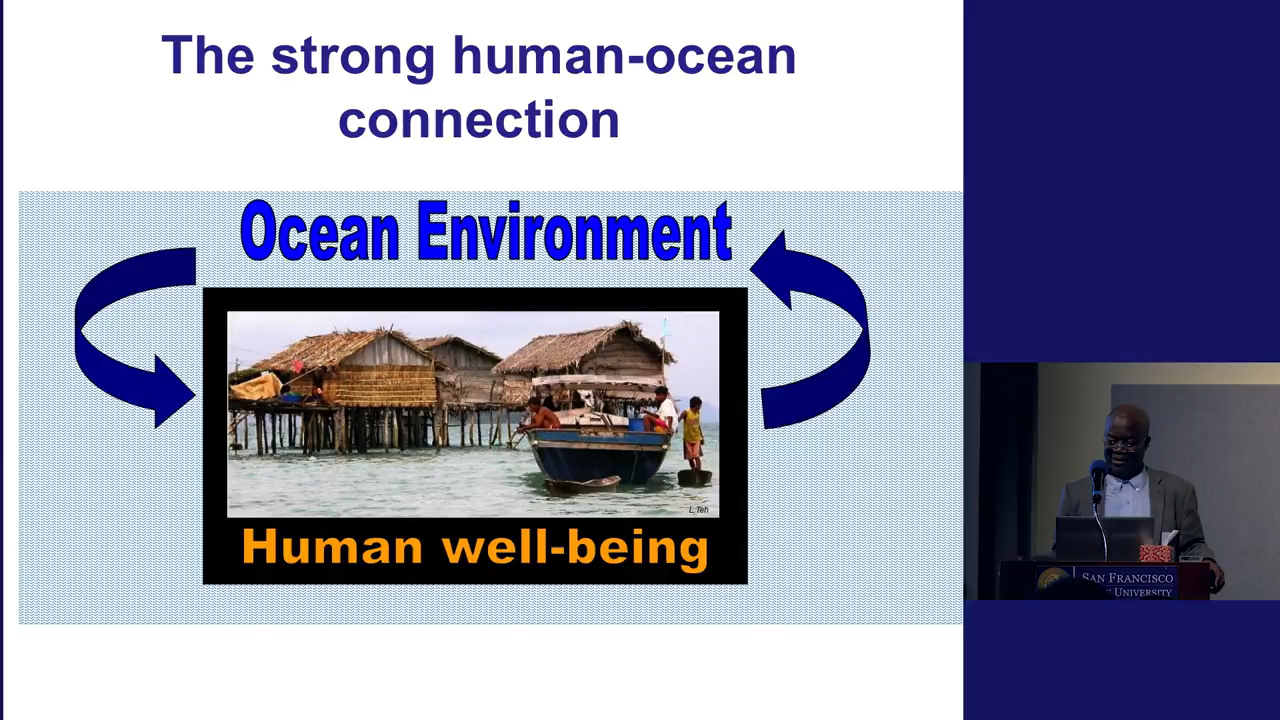 The strong human-ocean
connection
Ocean Environment
L.Teh
Human well-being
SAN FRANCISCO
UNIVERSITY